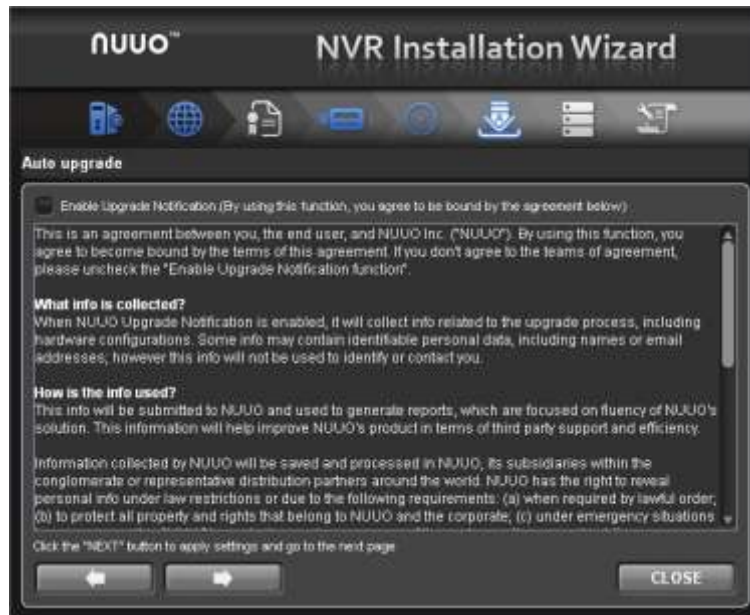 nuuo™
NVR Installation Wizard
Auto upgrade
Enable Upgrade Notification (By using this function, you agree to be bound by the agreement below)
This is an agreement between you, the end user, and NUUO Inc. ("NUUO"). By using this function, you
agree to become bound by the terms of this agreement. If you don't agree to the teams of agreement,
please uncheck the "Enable Upgrade Notification function".
What info is collected?
When NUUO Upgrade Notification is enabled, it will collect info related to the upgrade process, including
hardware configurations. Some info may contain identifiable personal data, including names or email
addresses; however this info will not be used to identify or contact you.
How is the info used?
This info will be submitted to NUUO and used to generate reports, which are focused on fluency of NUUO's
solution. This information will help improve NUUO's product in terms of third party support and efficiency.
Information collected by NUUO will be saved and processed in NUUO, its subsidiaries within the
conglomerate or representative distribution partners around the world. NUUO has the right to reveal
personal info under law restrictions or due to the following requirements: (a) when required by lawful order;
(b) to protect all property and rights that belong to NUUO and the corporate; (c) under emergency situations
Click the "NEXT" button to apply settings and go to the next page
CLOSE